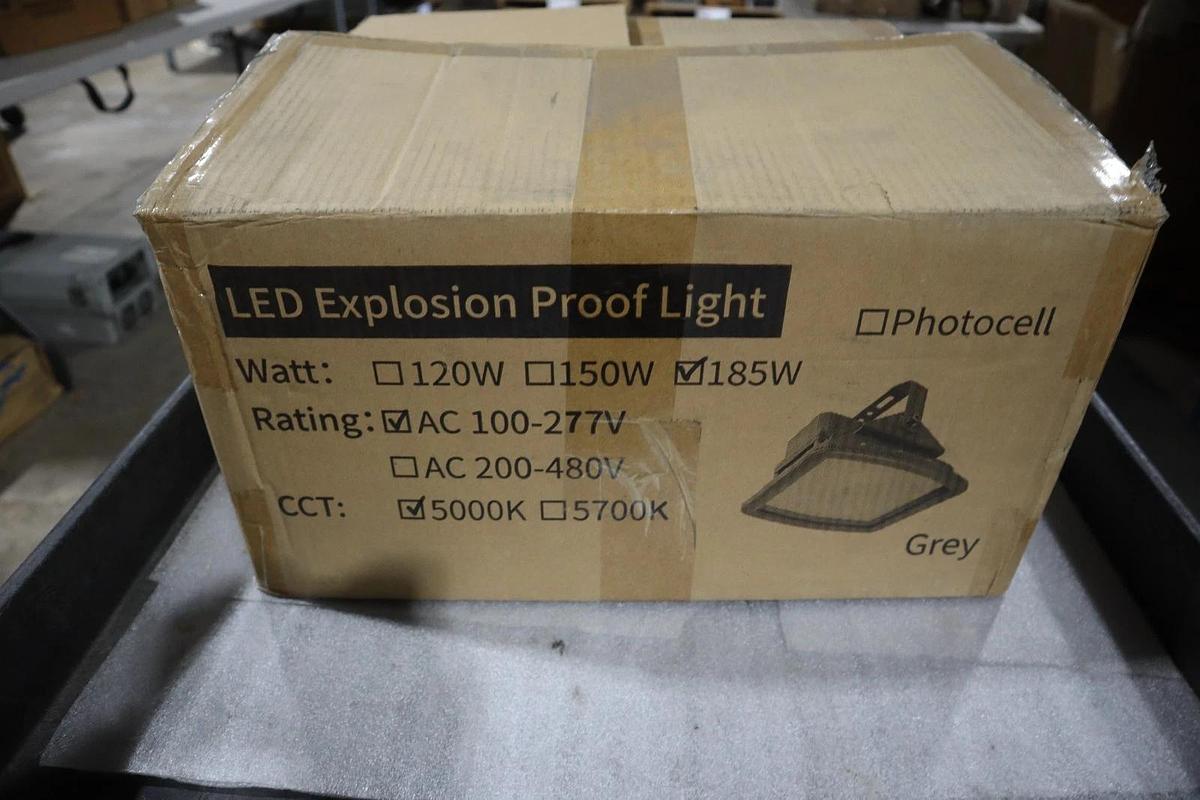 LED Explosion Proof Light
☐Photocell
Watt: ☐120W ☐150W ☑185W
Rating: ☑AC 100-277V
☐AC 200-480V
CCT: ☑5000K ☐5700K
Grey